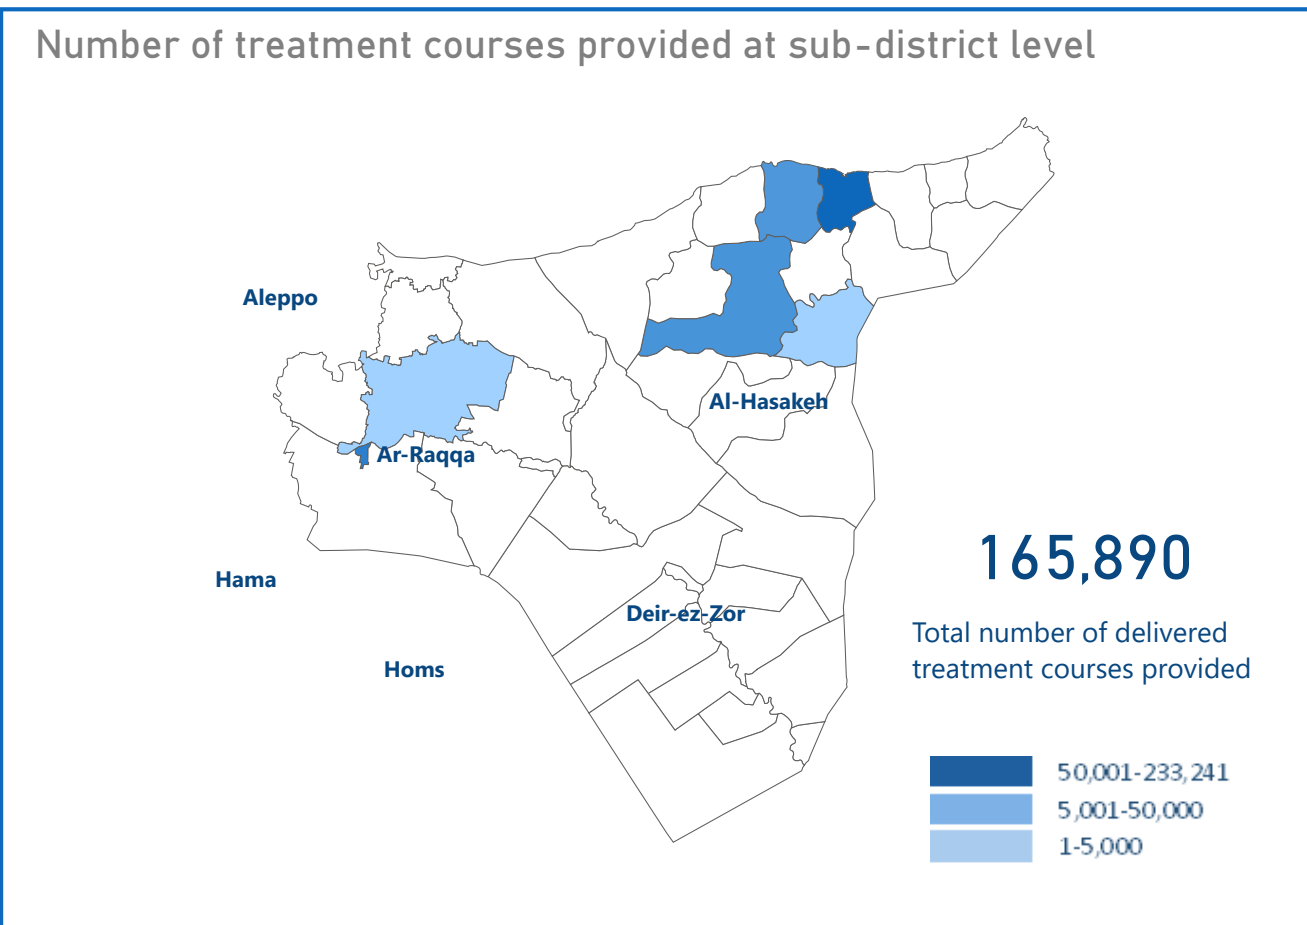 Number of treatment courses provided at sub-district level
Aleppo
Al-Hasakeh
Ar-Raqqa
Hama
Deir-ez-Zor
Homs
165,890
Total number of delivered
treatment courses provided
50,001-233,241
5,001-50,000
1-5,000